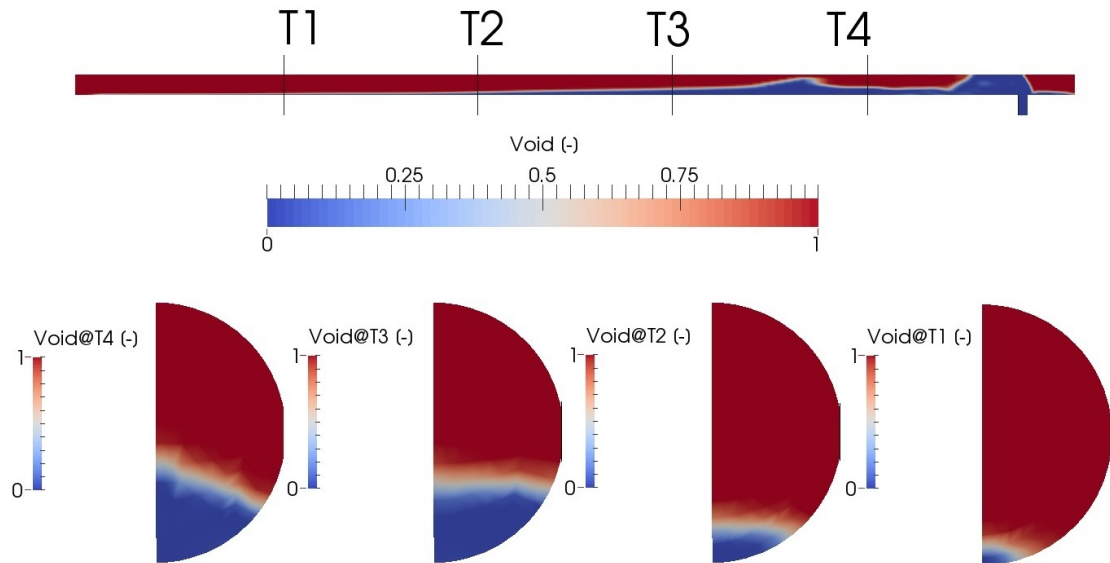 T1 T2 T3 T4
Void (-)
0.25 0.5 0.75
0 1
Void@T4 (-) Void@T3 (-) Void@T2 (-) Void@T1 (-)
1 1 1 1
0 0 0 0